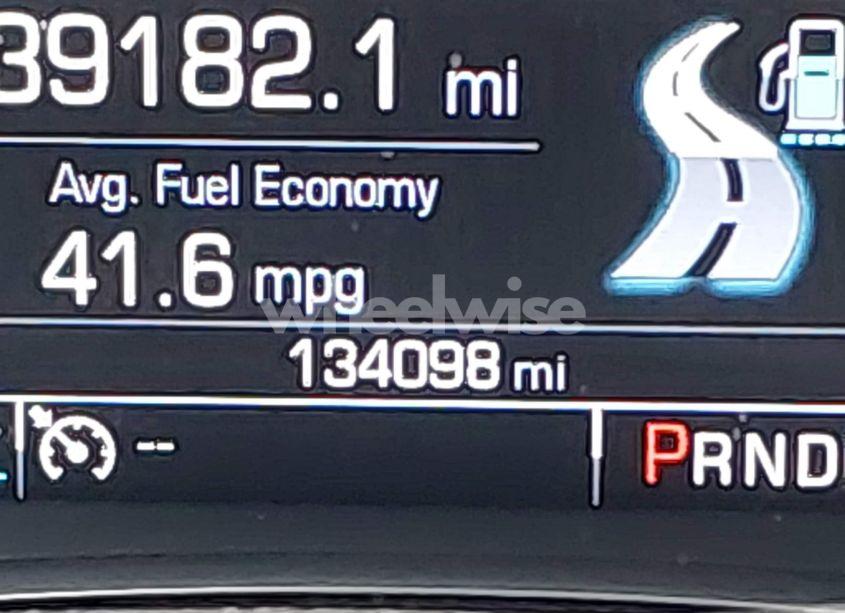 39182.1 mi
Avg. Fuel Economy
41.6 mpg
wheelwise
134098 mi
--
PRND